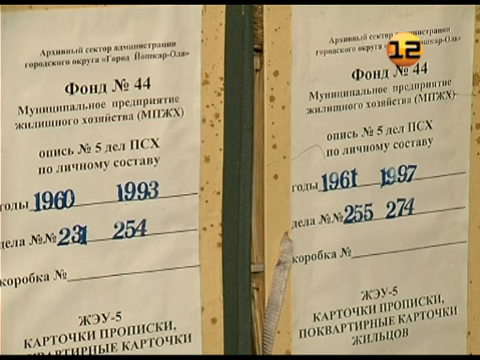 Архивный сектор администрации
городского округа «Город Йошкар-Ола»
Фонд № 44
Муниципальное предприятие
жилищного хозяйства (МПЖХ)
опись № 5 дел ПСХ
по личному составу
годы 1960 1993
дела №№ 231 254
коробка №
ЖЭУ-5
КАРТОЧКИ ПРОПИСКИ,
КВАРТИРНЫЕ КАРТОЧКИ
12
Архивный сектор администрации
городского округа «Город Йошкар-Ола»
Фонд № 44
Муниципальное предприятие
жилищного хозяйства (МПЖХ)
опись № 5 дел ПСХ
по личному составу
годы 1961 1997
дела №№ 255 274
коробка №
ЖЭУ-5
КАРТОЧКИ ПРОПИСКИ,
ПОКВАРТИРНЫЕ КАРТОЧКИ
ЖИЛЬЦОВ